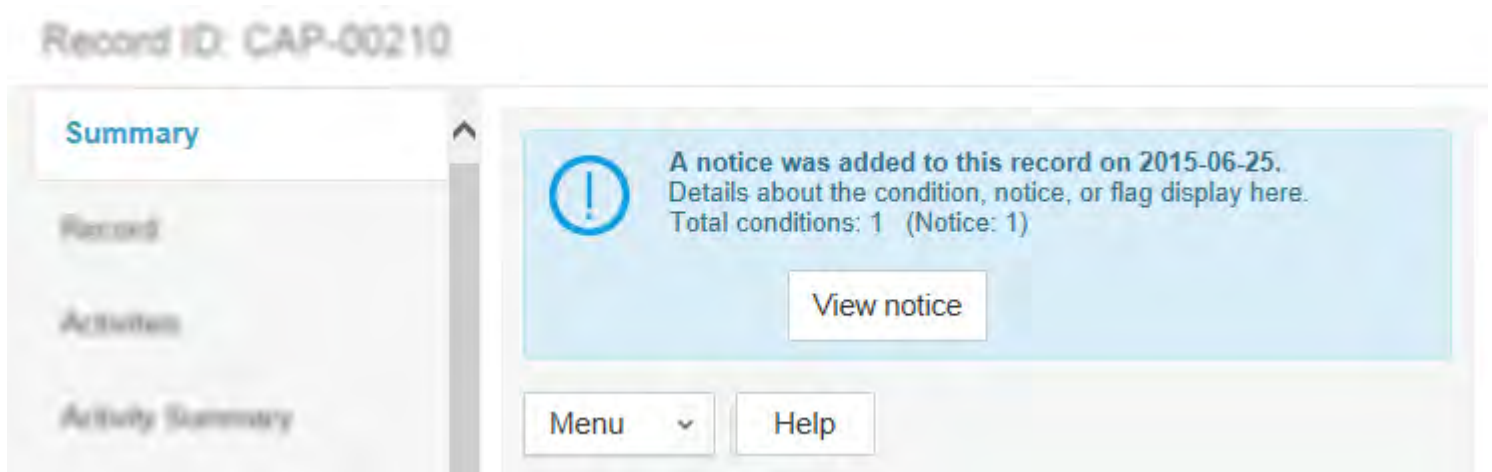 Record ID: CAP-00210
Summary
A notice was added to this record on 2015-06-25.
Details about the condition, notice, or flag display here.
Total conditions: 1 (Notice: 1)
Record
View notice
Activities
Activity Summary
Menu
Help